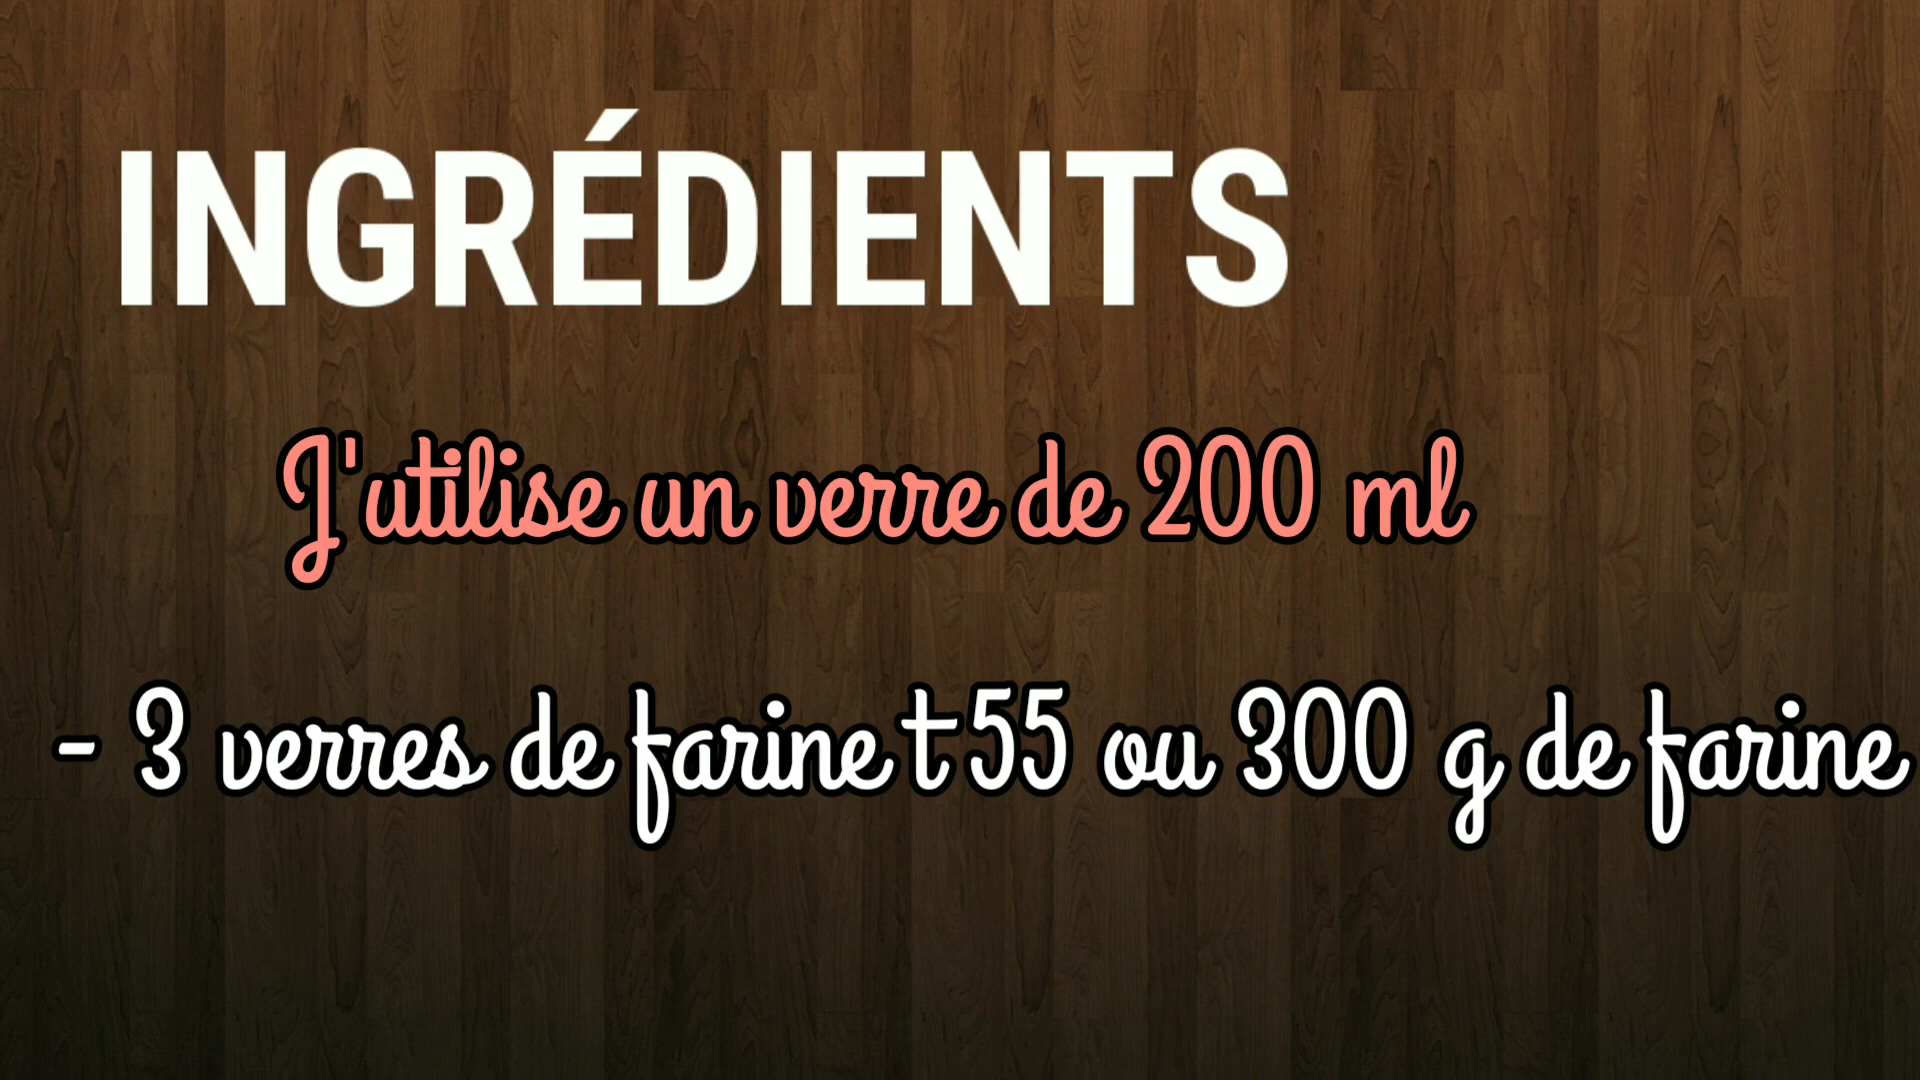 INGRÉDIENTS
J'utilise un verre de 200 ml
- 3 verres de farine t55 ou 300 g de farine